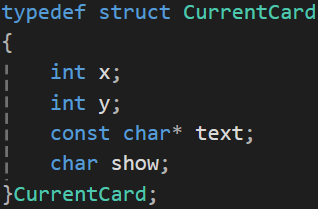 typedef struct CurrentCard
{
    int x;
    int y;
    const char* text;
    char show;
}CurrentCard;